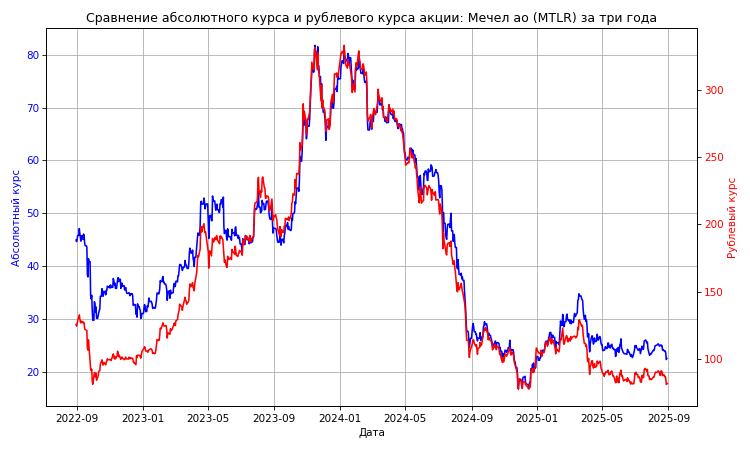 Сравнение абсолютного курса и рублевого курса акции: Мечел ао (MTLR) за три года
Абсолютный курс
80
70
60
50
40
30
20
300
250
200
150
100
Рублевый курс
2022-09 2023-01 2023-05 2023-09 2024-01 2024-05 2024-09 2025-01 2025-05 2025-09
Дата